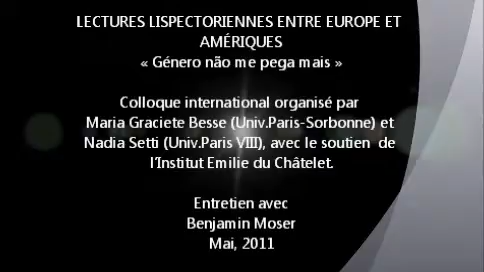 LECTURES LISPECTORIENNES ENTRE EUROPE ET
AMÉRIQUES
« Género não me pega mais »
Colloque international organisé par
Maria Graciete Besse (Univ.Paris-Sorbonne) et
Nadia Setti (Univ.Paris VIII), avec le soutien de
l'Institut Emilie du Châtelet.
Entretien avec
Benjamin Moser
Mai, 2011